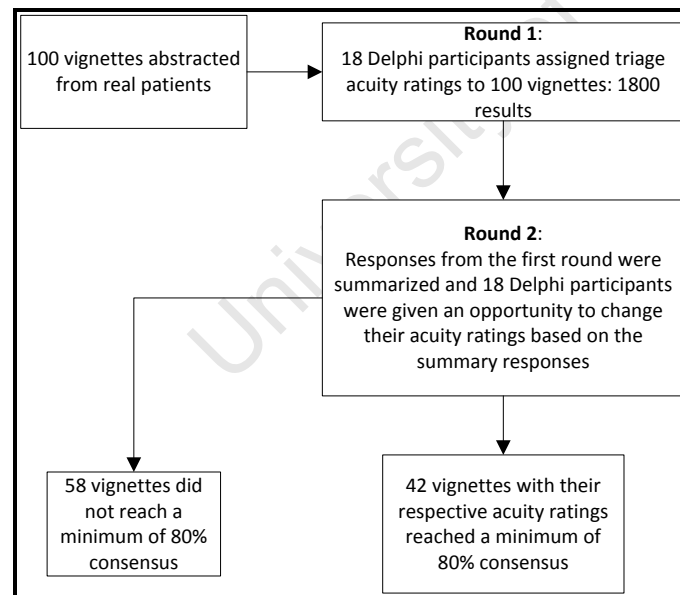 100 vignettes abstracted
from real patients
Round 1:
18 Delphi participants assigned triage
acuity ratings to 100 vignettes: 1800
results
Round 2:
Responses from the first round were
summarized and 18 Delphi participants
were given an opportunity to change
their acuity ratings based on the
summary responses
58 vignettes did
not reach a
minimum of 80%
consensus
42 vignettes with their
respective acuity ratings
reached a minimum of
80% consensus
University